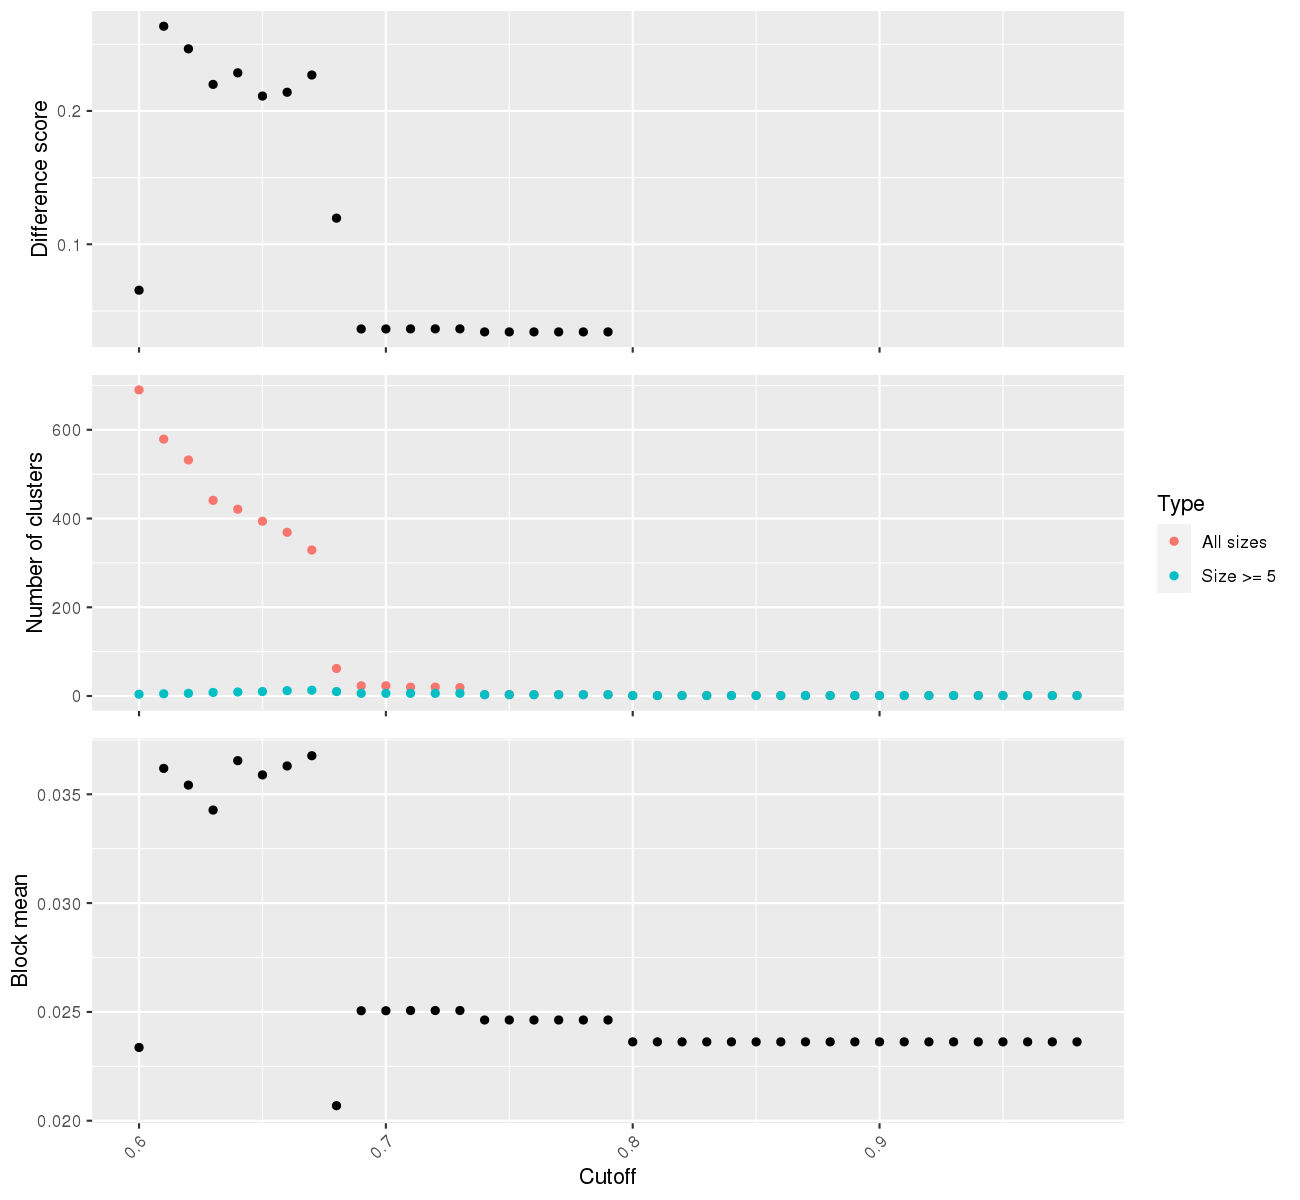 Difference score
0.2
0.1
Number of clusters
600
400
200
0
Type
All sizes
Size >= 5
Block mean
0.035
0.030
0.025
0.020
0.6
0.7
0.8
0.9
Cutoff